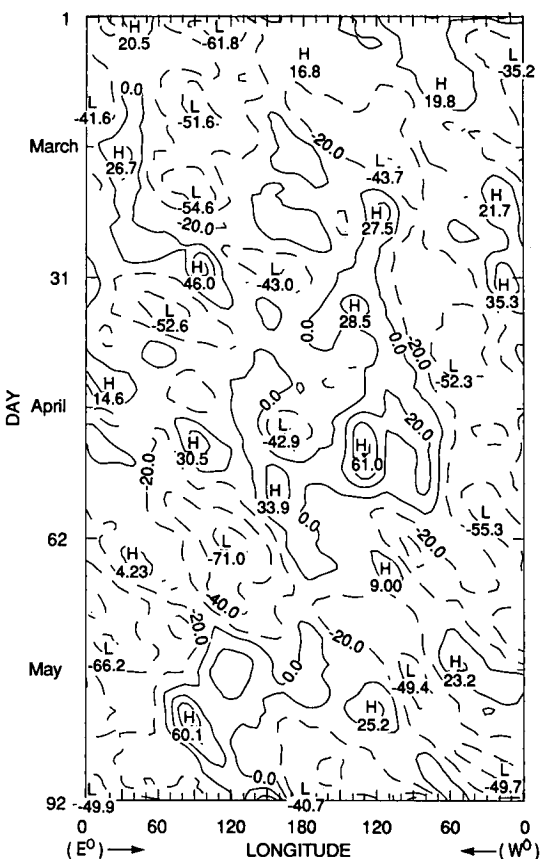 1
H
20.5
L
-61.8
H
16.8
L
-35.2
H
19.8
L
-41.6
0.0
L
-51.6
March
-20.0
H
26.7
L
-43.7
L
-54.6
-20.0
H
27.5
H
21.7
31
H
46.0
L
-43.0
H
35.3
L
-52.6
0.0
H
28.5
0.0
-20.0
L
-52.3
H
14.6
0.0
April
DAY
L
-42.9
20.0
H
30.5
H
61.0
-20.0
H
33.9
0.0
L
-55.3
62
-20.0
L
-71.0
H
4.23
H
9.00
-40.0
-20.0
-20.0
L
-66.2
May
0.0
H
23.2
L
-49.4
H
60.1
H
25.2
0.0
L
-49.7
92
L
-49.9
L
-40.7
0 60 120 180 120 60 0
(E⁰) → LONGITUDE ← (W⁰)